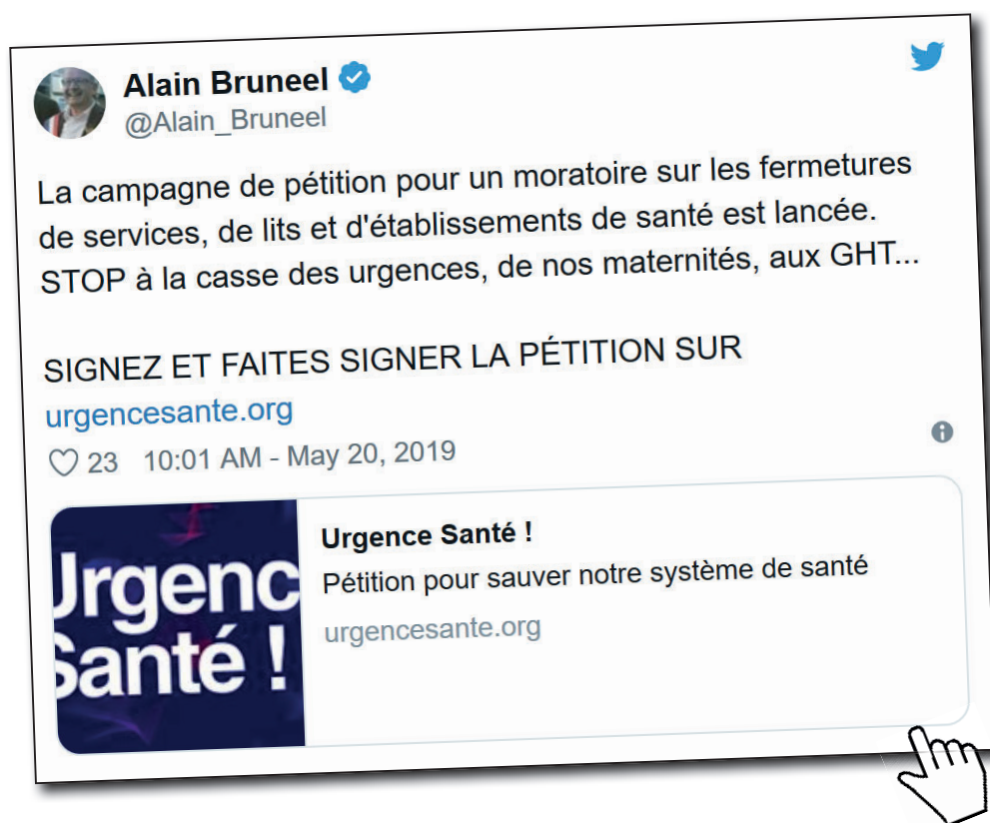 Alain Bruneel
@Alain_Bruneel
La campagne de pétition pour un moratoire sur les fermetures
de services, de lits et d'établissements de santé est lancée.
STOP à la casse des urgences, de nos maternités, aux GHT...
SIGNEZ ET FAITES SIGNER LA PÉTITION SUR
urgencesante.org
23 10:01 AM - May 20, 2019
Urgenc
Santé !
Urgence Santé !
Pétition pour sauver notre système de santé
urgencesante.org